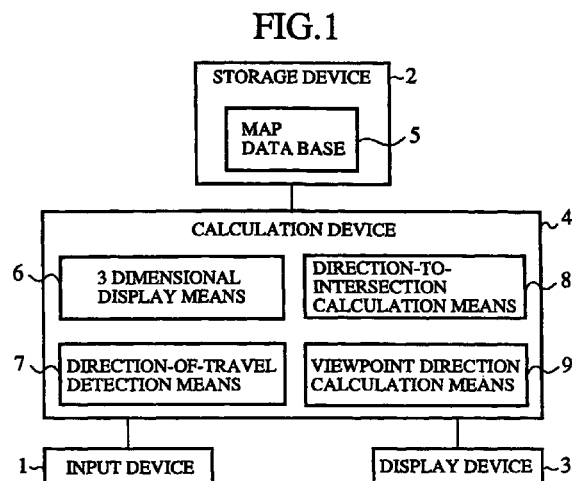 FIG.1
STORAGE DEVICE
2
MAP
DATA BASE
5
CALCULATION DEVICE
4
6
3 DIMENSIONAL
DISPLAY MEANS
DIRECTION-TO-
INTERSECTION
CALCULATION MEANS
8
7
DIRECTION-OF-TRAVEL
DETECTION MEANS
VIEWPOINT DIRECTION
CALCULATION MEANS
9
1
INPUT DEVICE
DISPLAY DEVICE
3